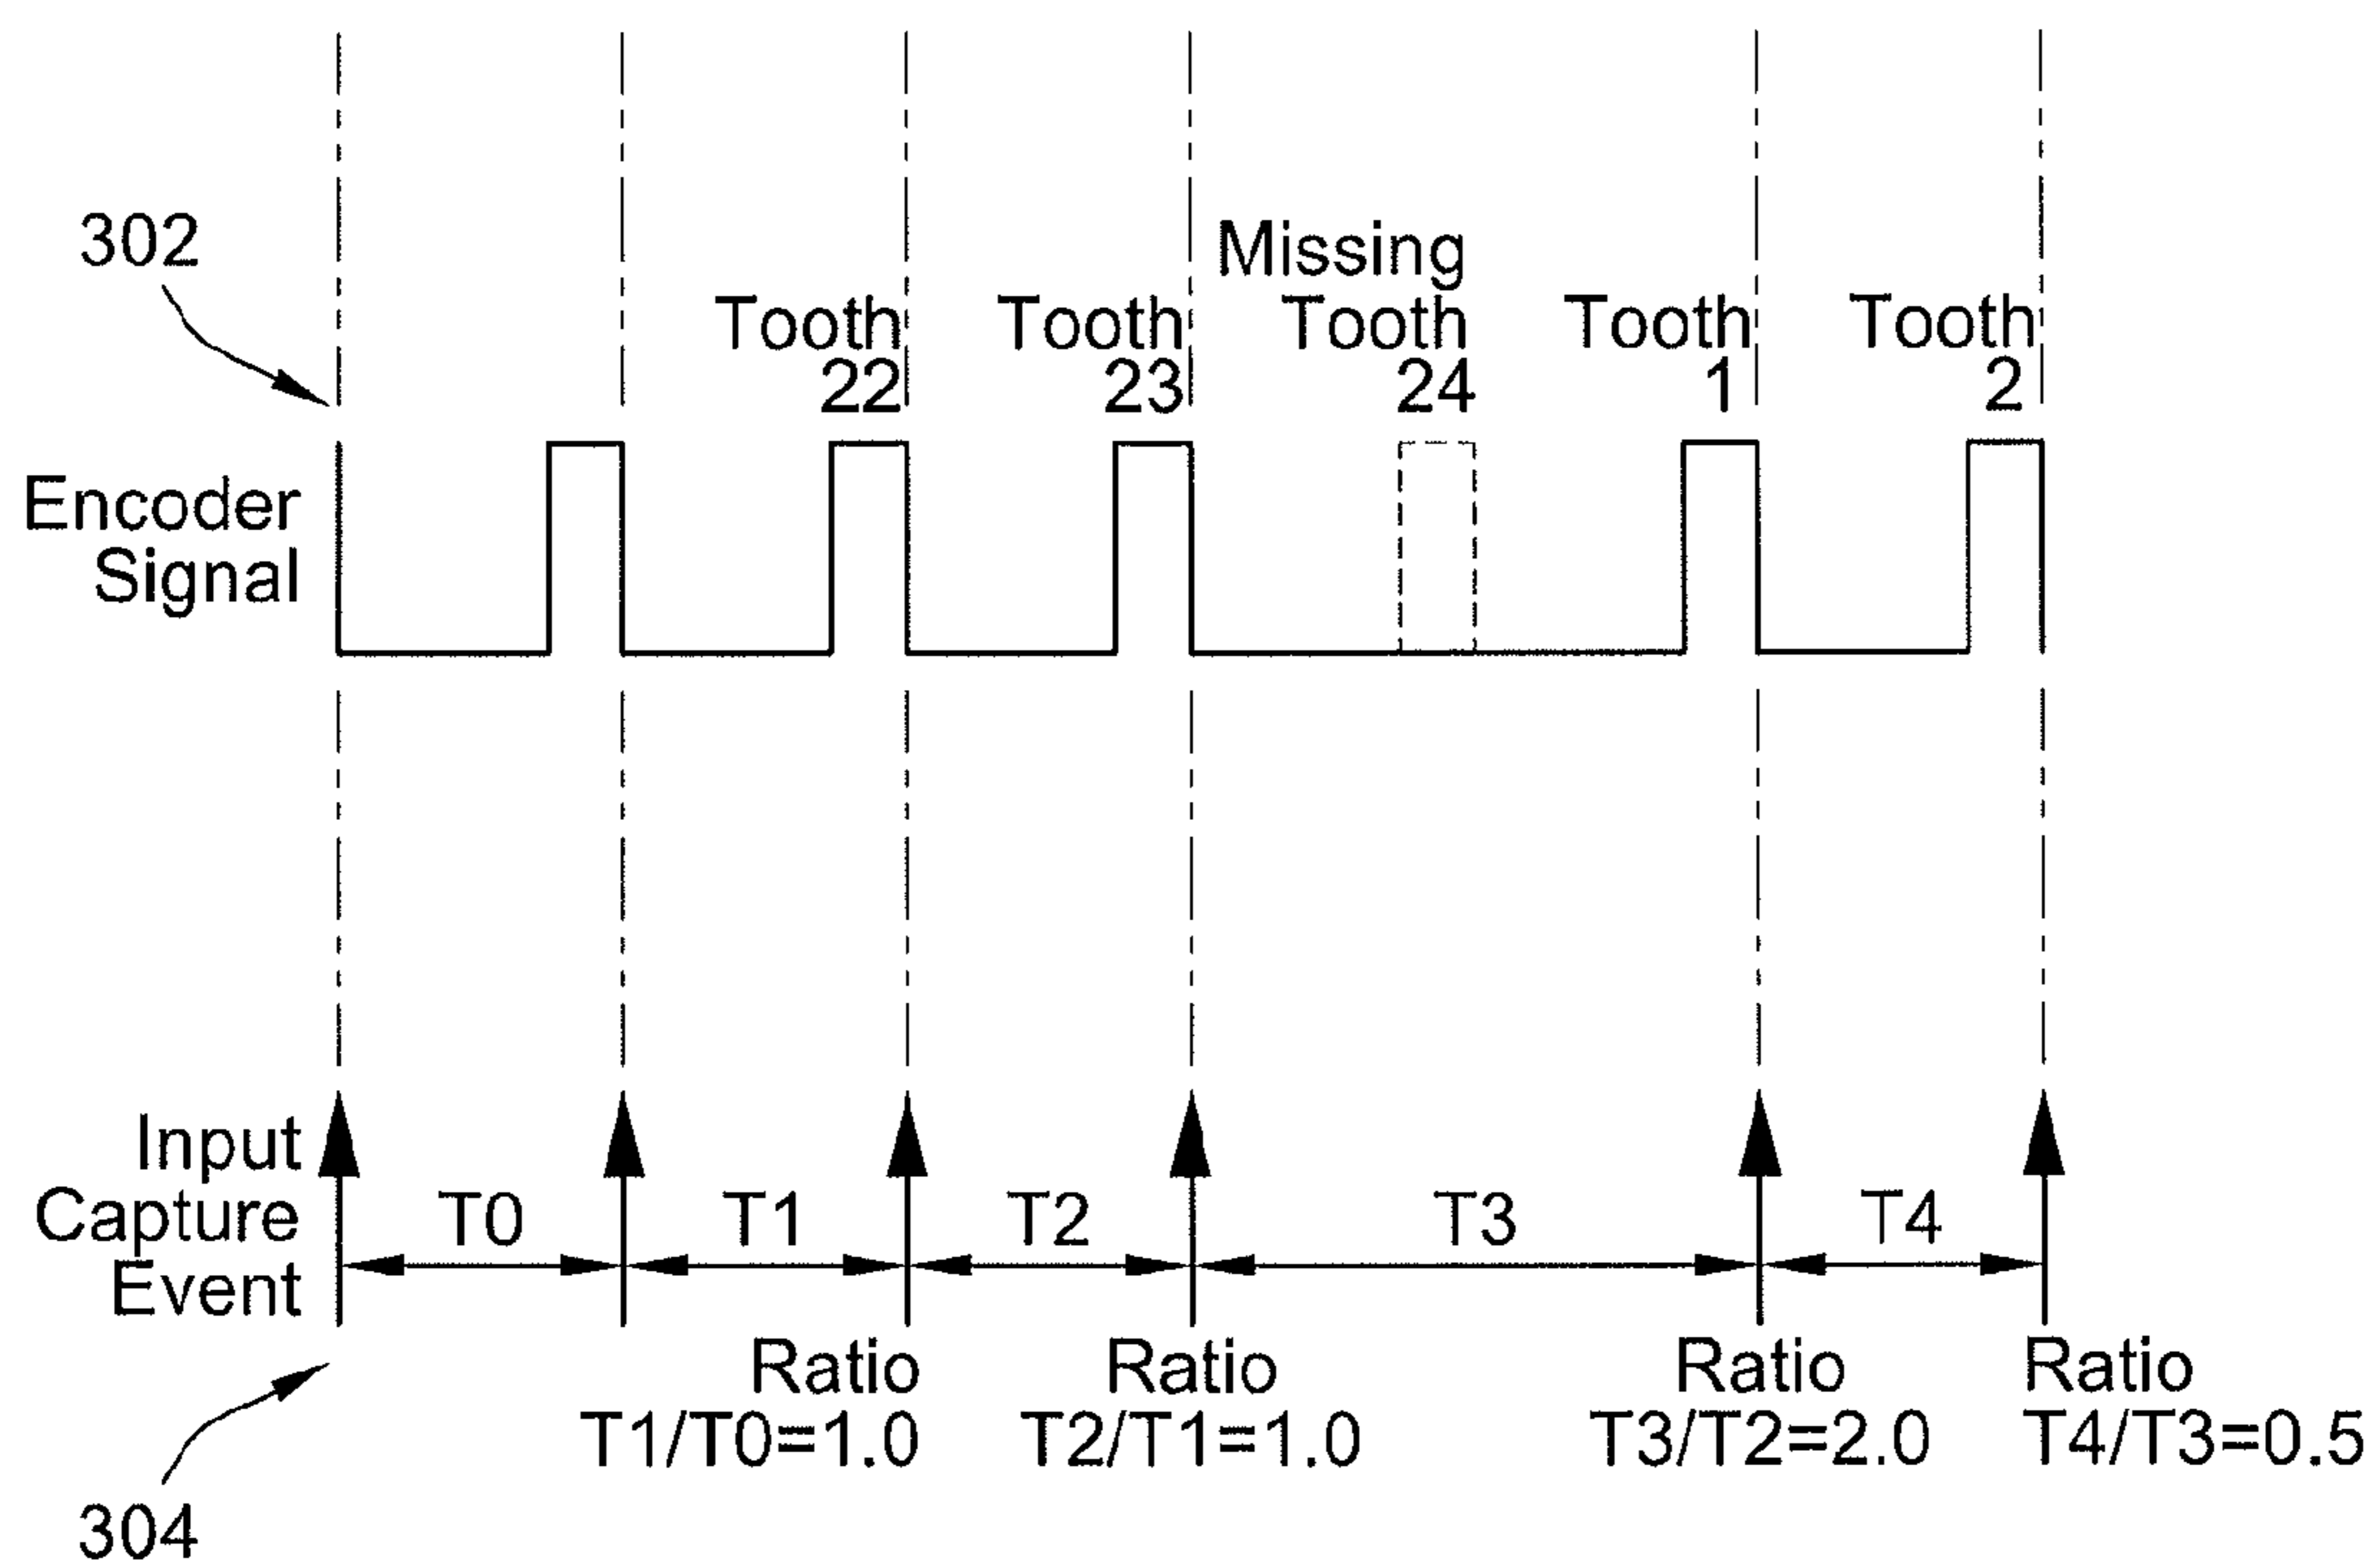 302
Missing
Tooth 22
Tooth 23
Tooth 24
Tooth 1
Tooth 2
Encoder
Signal
Input
Capture
Event
T0
T1
T2
T3
T4
Ratio
T1/T0=1.0
Ratio
T2/T1=1.0
Ratio
T3/T2=2.0
Ratio
T4/T3=0.5
304